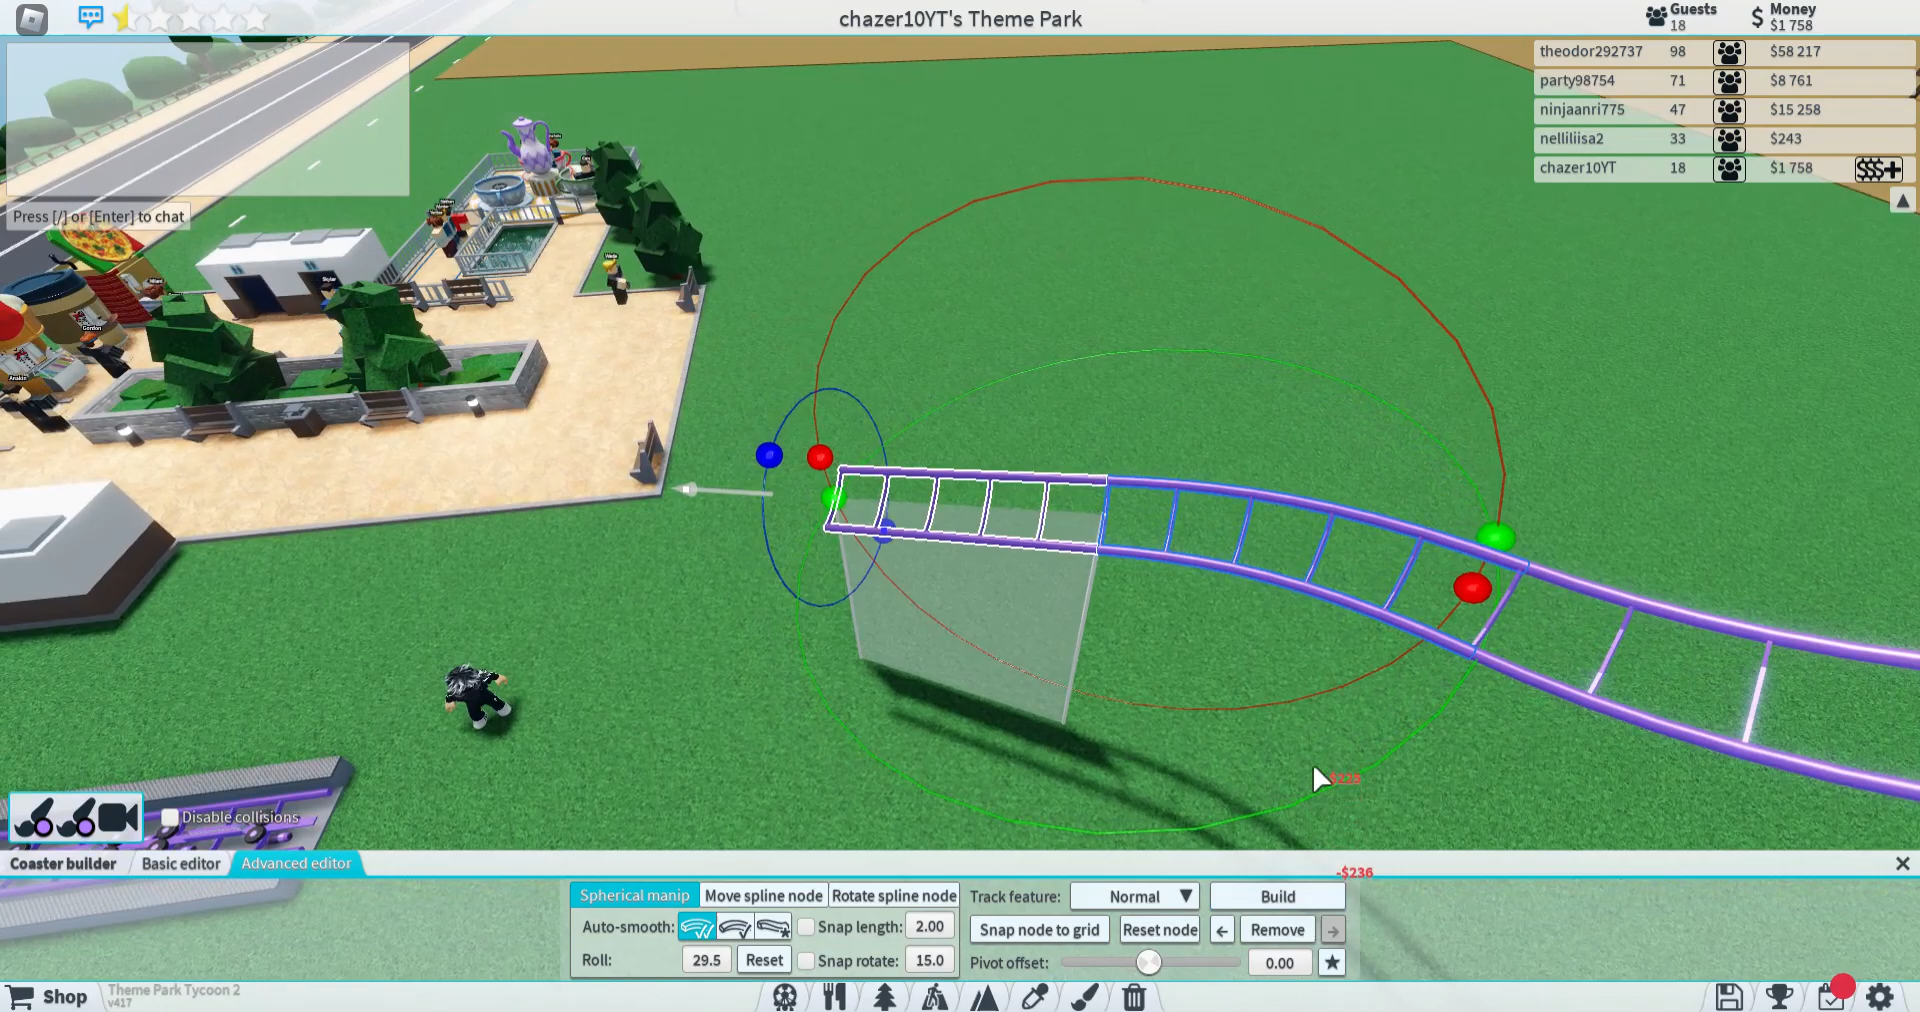 chazer10YT's Theme Park
Guests
18
Money
$1 758
theodor292737 98 $58 217
party98754 71 $8 761
ninjaanri775 47 $15 258
nelliliisa2 33 $243
chazer10YT 18 $1 758 $$$+
Press [/] or [Enter] to chat
Disable collisions
$223
Coaster builder Basic editor Advanced editor
-$236
Spherical manip Move spline node Rotate spline node Track feature: Normal Build
Auto-smooth: Snap length: 2.00 Snap node to grid Reset node Remove
Roll: 29.5 Reset Snap rotate: 15.0 Pivot offset: 0.00
Shop
Theme Park Tycoon 2
v417